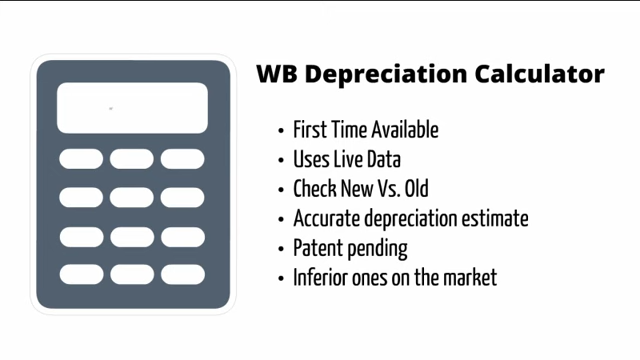 WB Depreciation Calculator
• First Time Available
• Uses Live Data
• Check New Vs. Old
• Accurate depreciation estimate
• Patent pending
• Inferior ones on the market